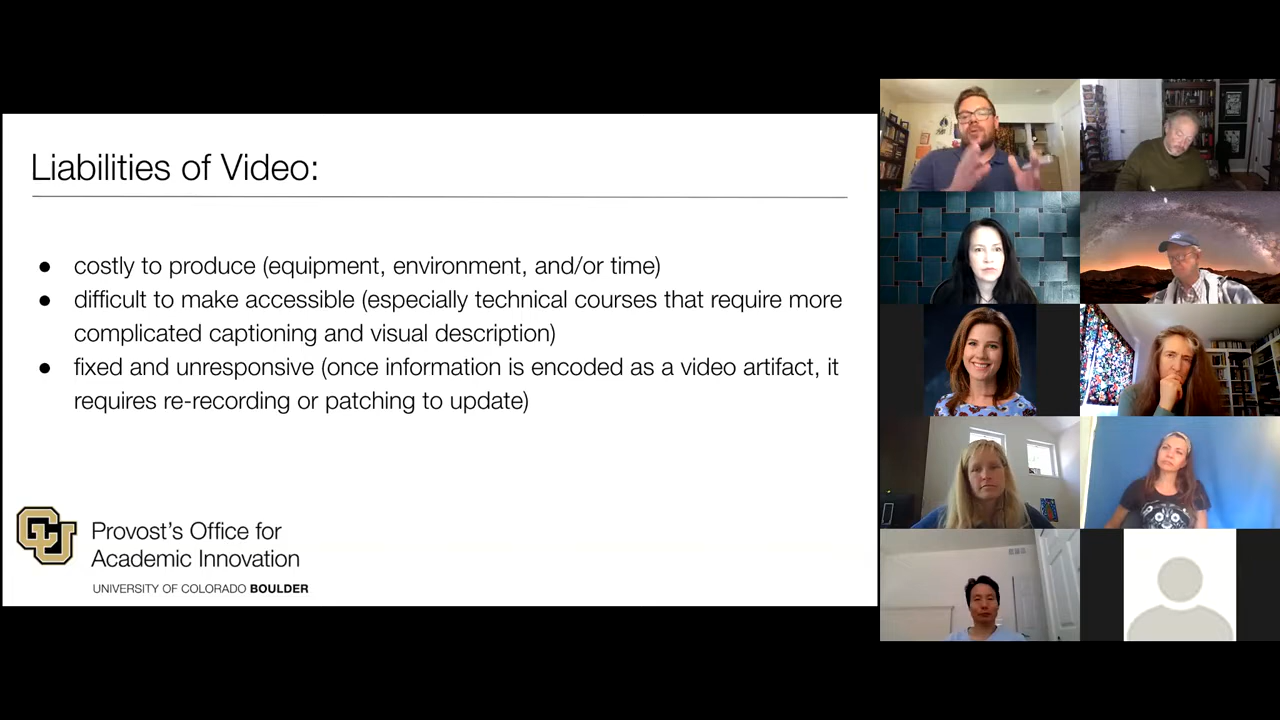 Liabilities of Video:
● costly to produce (equipment, environment, and/or time)
● difficult to make accessible (especially technical courses that require more
complicated captioning and visual description)
● fixed and unresponsive (once information is encoded as a video artifact, it
requires re-recording or patching to update)
CU
Provost's Office for
Academic Innovation
UNIVERSITY OF COLORADO BOULDER